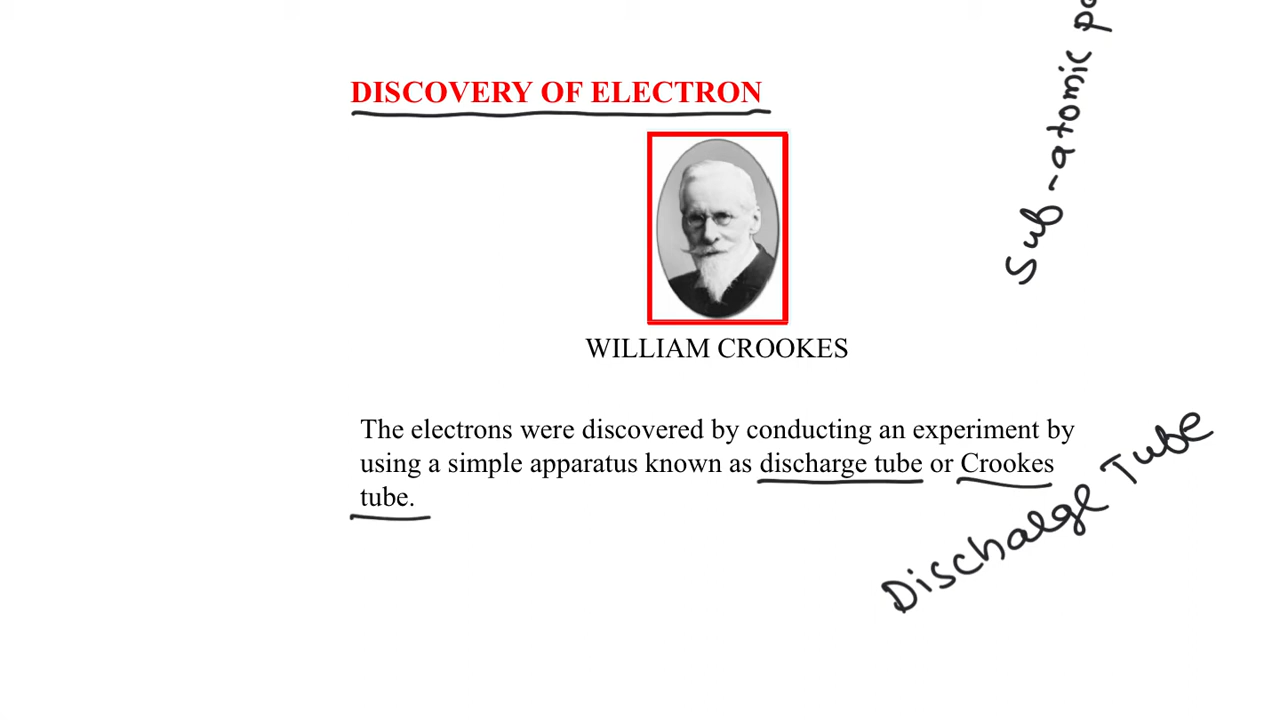 DISCOVERY OF ELECTRON
WILLIAM CROOKES
The electrons were discovered by conducting an experiment by
using a simple apparatus known as discharge tube or Crookes
tube.
Sub-atomic
Discharge Tube